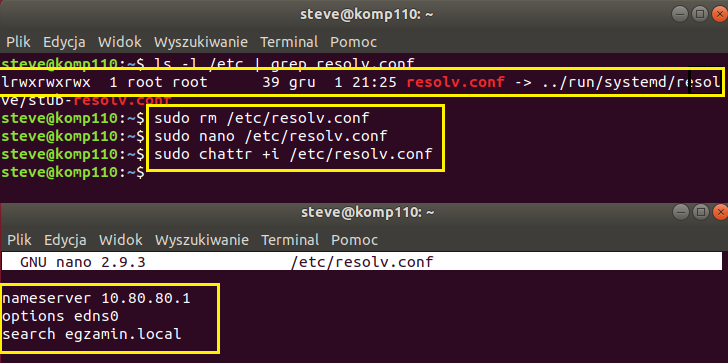 steve@komp110: ~
Plik Edycja Widok Wyszukiwanie Terminal Pomoc
steve@komp110:~$ ls -l /etc | grep resolv.conf
lrwxrwxrwx 1 root root 39 gru 1 21:25 resolv.conf -> ../run/systemd/resol
ve/stub-resolv.conf
steve@komp110:~$ sudo rm /etc/resolv.conf
steve@komp110:~$ sudo nano /etc/resolv.conf
steve@komp110:~$ sudo chattr +i /etc/resolv.conf
steve@komp110:~$
steve@komp110: ~
Plik Edycja Widok Wyszukiwanie Terminal Pomoc
GNU nano 2.9.3 /etc/resolv.conf
nameserver 10.80.80.1
options edns0
search egzamin.local